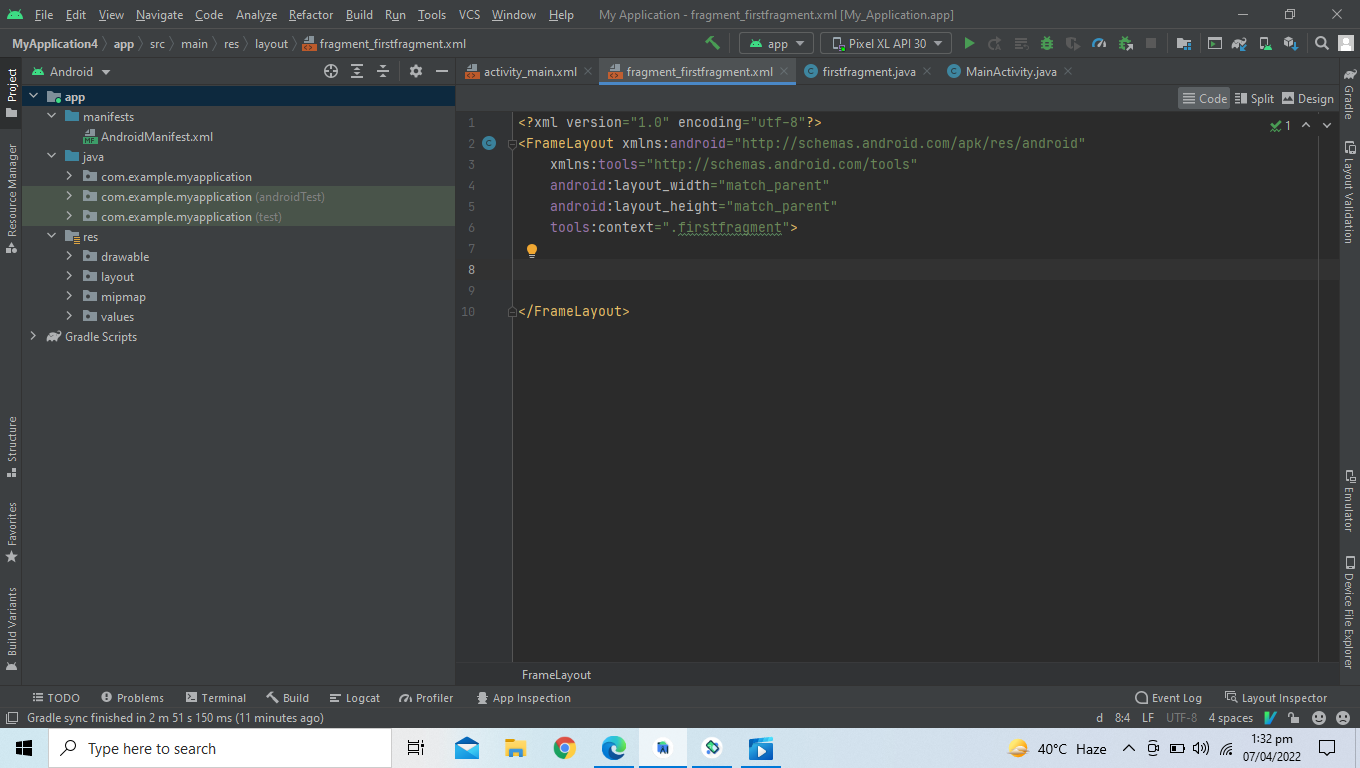 File Edit View Navigate Code Analyze Refactor Build Run Tools VCS Window Help My Application - fragment_firstfragment.xml [My_Application.app]
MyApplication4 app src main res layout fragment_firstfragment.xml app Pixel XL API 30
Project
Android
activity_main.xml fragment_firstfragment.xml firstfragment.java MainActivity.java
Gradle
Code Split Design
app
manifests
AndroidManifest.xml
java
com.example.myapplication
com.example.myapplication (androidTest)
com.example.myapplication (test)
res
drawable
layout
mipmap
values
Gradle Scripts
Resource Manager
Structure
Favorites
Build Variants
1 <?xml version="1.0" encoding="utf-8"?>
2 <FrameLayout xmlns:android="http://schemas.android.com/apk/res/android"
3 xmlns:tools="http://schemas.android.com/tools"
4 android:layout_width="match_parent"
5 android:layout_height="match_parent"
6 tools:context=".firstfragment">
7
8
9
10 </FrameLayout>
1
Layout Validation
Emulator
Device File Explorer
FrameLayout
TODO Problems Terminal Build Logcat Profiler App Inspection Event Log Layout Inspector
Gradle sync finished in 2 m 51 s 150 ms (11 minutes ago) d 8:4 LF UTF-8 4 spaces
Type here to search 40°C Haze 1:32 pm
07/04/2022